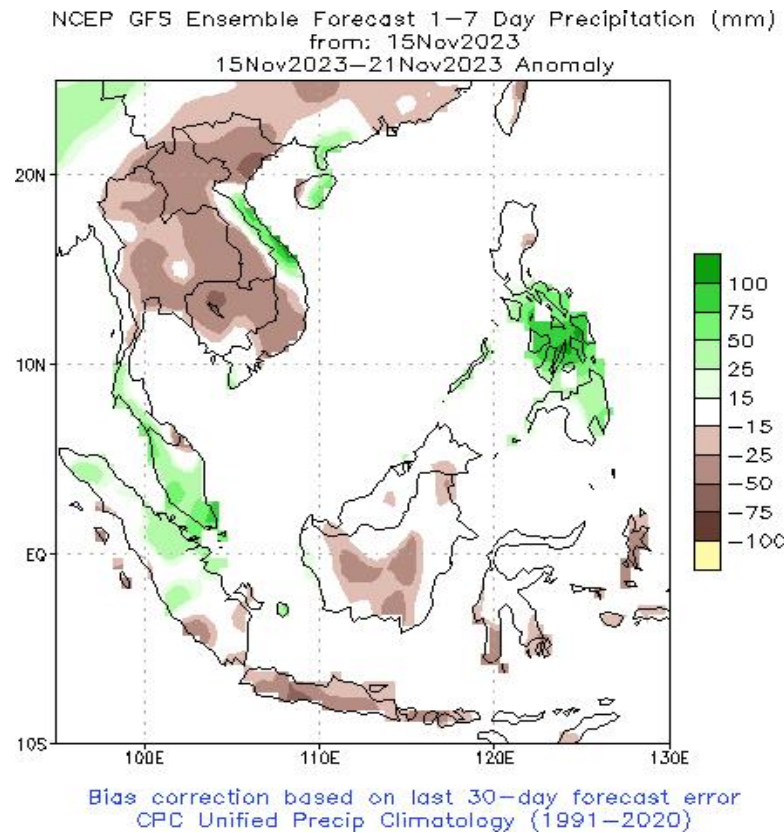 NCEP GFS Ensemble Forecast 1−7 Day Precipitation (mm)
from: 15Nov2023
15Nov2023−21Nov2023 Anomaly
20N
10N
EQ
10S
100E
110E
120E
130E
100
75
50
25
15
−15
−25
−50
−75
−100
Bias correction based on last 30−day forecast error
CPC Unified Precip Climatology (1991−2020)